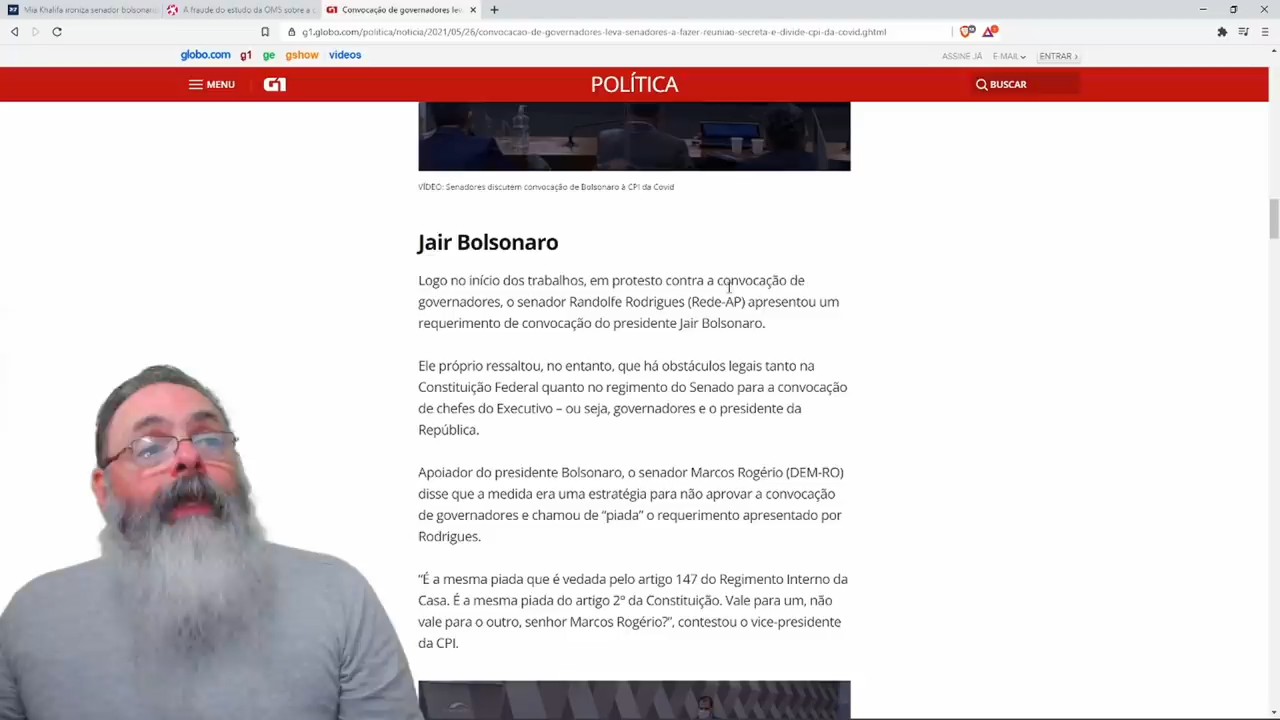 Mia Khalifa ironiza senador bolsonaris
A fraude do estudo da OMS sobre a c
G1 Convocação de governadores lev
g1.globo.com/politica/noticia/2021/05/26/convocacao-de-governadores-leva-senadores-a-fazer-reuniao-secreta-e-divide-cpi-da-covid.ghtml
globo.com g1 ge gshow videos
ASSINE JÁ E-MAIL ENTRAR ›
MENU G1 POLÍTICA BUSCAR
VÍDEO: Senadores discutem convocação de Bolsonaro à CPI da Covid
Jair Bolsonaro
Logo no início dos trabalhos, em protesto contra a convocação de
governadores, o senador Randolfe Rodrigues (Rede-AP) apresentou um
requerimento de convocação do presidente Jair Bolsonaro.
Ele próprio ressaltou, no entanto, que há obstáculos legais tanto na
Constituição Federal quanto no regimento do Senado para a convocação
de chefes do Executivo – ou seja, governadores e o presidente da
República.
Apoiador do presidente Bolsonaro, o senador Marcos Rogério (DEM-RO)
disse que a medida era uma estratégia para não aprovar a convocação
de governadores e chamou de “piada” o requerimento apresentado por
Rodrigues.
“É a mesma piada que é vedada pelo artigo 147 do Regimento Interno da
Casa. É a mesma piada do artigo 2º da Constituição. Vale para um, não
vale para o outro, senhor Marcos Rogério?”, contestou o vice-presidente
da CPI.